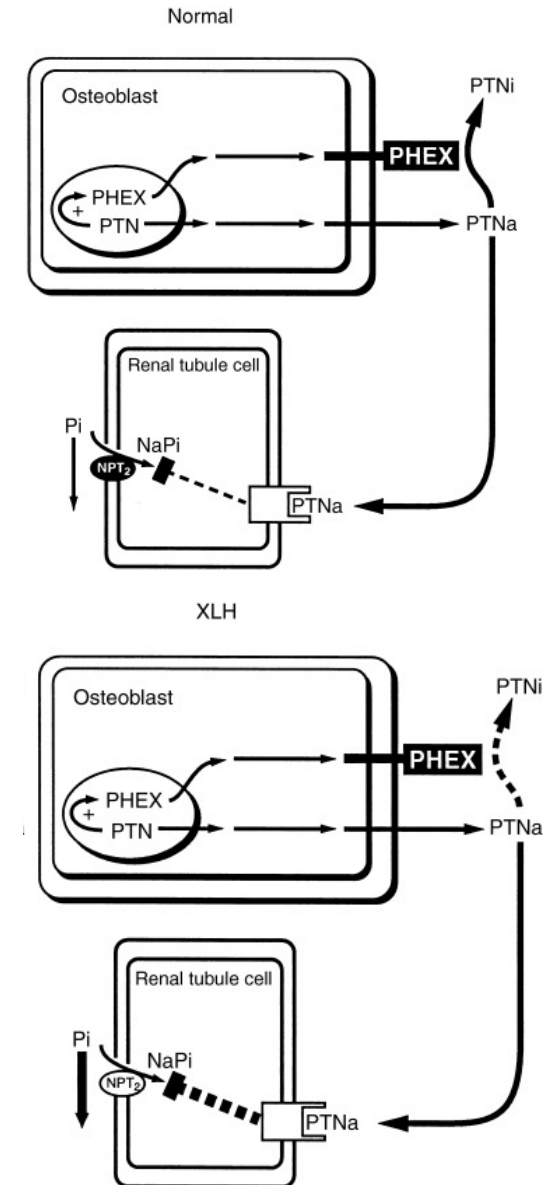 Normal
PTNi
Osteoblast
PHEX
PHEX
+
PTN
PTNa
Renal tubule cell
Pi
NaPi
NPT₂
PTNa
XLH
PTNi
Osteoblast
PHEX
PHEX
+
PTN
PTNa
Renal tubule cell
Pi
NaPi
NPT₂
PTNa